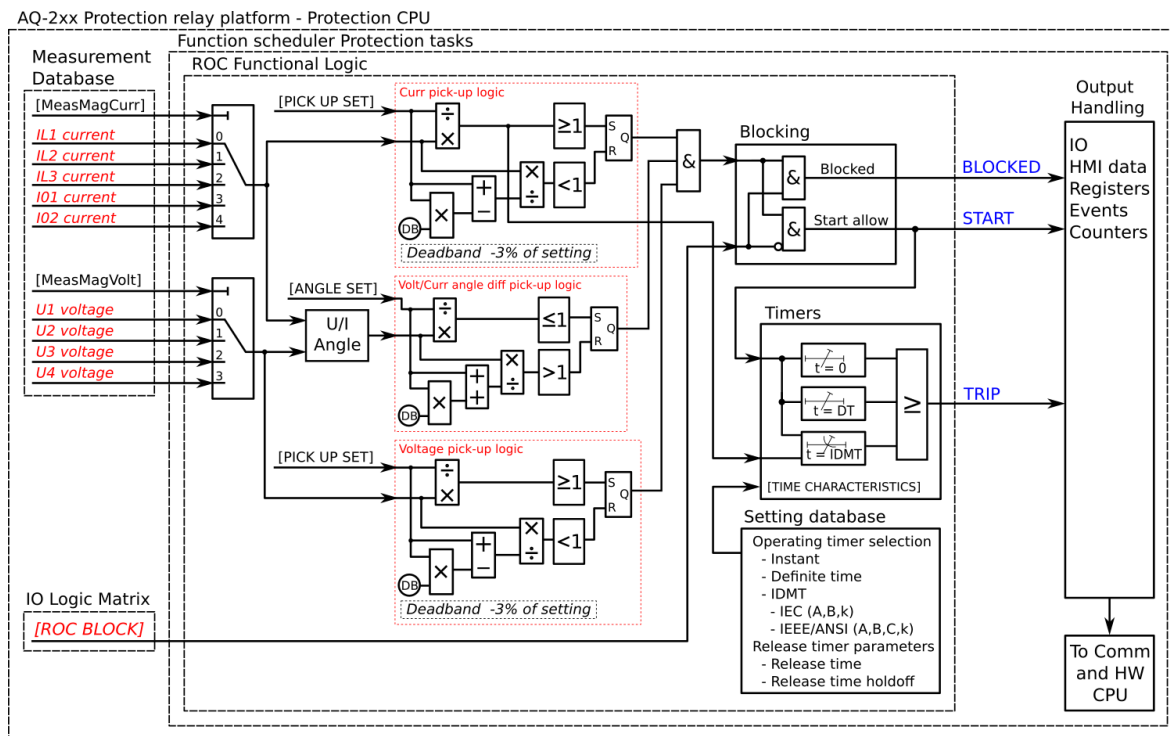 AQ-2xx Protection relay platform - Protection CPU
Function scheduler Protection tasks
ROC Functional Logic
Measurement
Database
[MeasMagCurr]
IL1 current
IL2 current
IL3 current
I01 current
I02 current
0
1
2
3
4
[MeasMagVolt]
U1 voltage
U2 voltage
U3 voltage
U4 voltage
0
1
2
3
IO Logic Matrix
[ROC BLOCK]
[PICK UP SET]
Curr pick-up logic
÷
×
≥1
S
Q
R
×
÷
<1
+
−
×
DB
Deadband -3% of setting
[ANGLE SET]
U/I
Angle
Volt/Curr angle diff pick-up logic
÷
×
≤1
S
Q
R
×
÷
>1
+
+
×
DB
[PICK UP SET]
Voltage pick-up logic
÷
×
≥1
S
Q
R
×
÷
<1
+
−
×
DB
Deadband -3% of setting
&
Blocking
&
Blocked
&
Start allow
BLOCKED
START
Timers
t = 0
t = DT
t = IDMT
≥
[TIME CHARACTERISTICS]
TRIP
Setting database
Operating timer selection
- Instant
- Definite time
- IDMT
- IEC (A,B,k)
- IEEE/ANSI (A,B,C,k)
Release timer parameters
- Release time
- Release time holdoff
Output
Handling
IO
HMI data
Registers
Events
Counters
To Comm
and HW
CPU